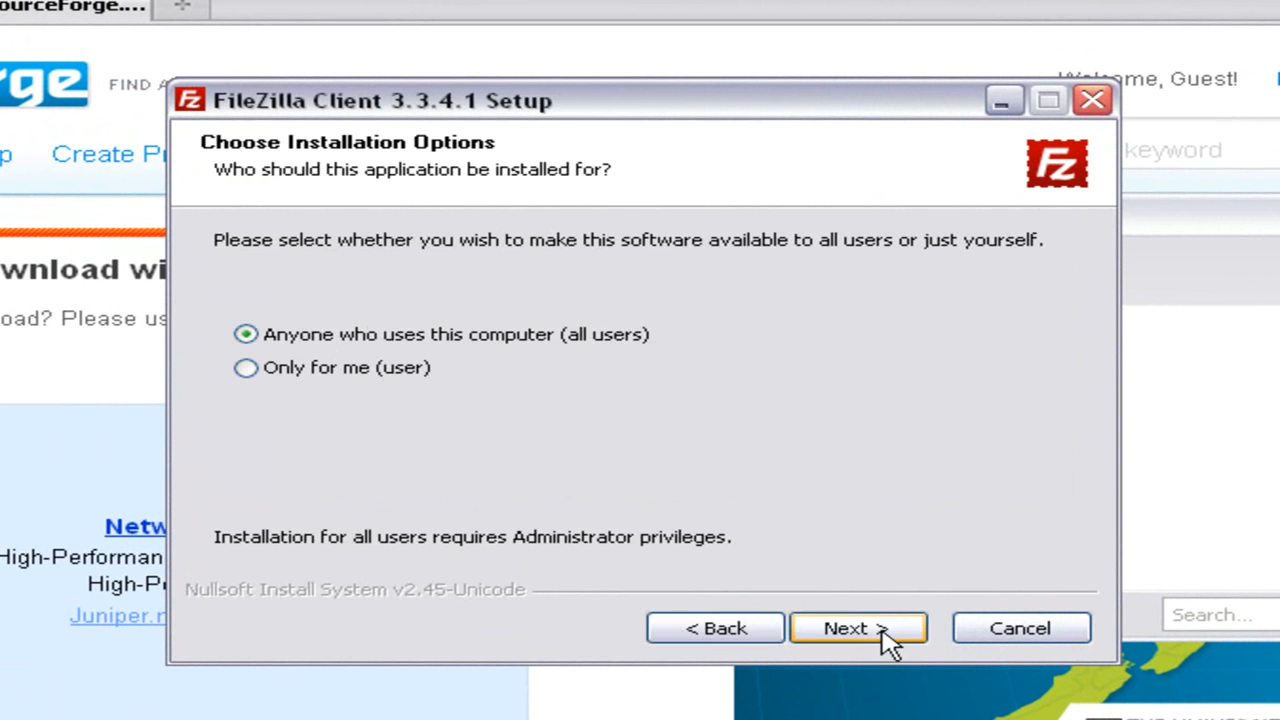 ourceForge....
rge
FIND A
Welcome, Guest!
FileZilla Client 3.3.4.1 Setup
Choose Installation Options
Who should this application be installed for?
Fz
p
Create Pr
keyword
Please select whether you wish to make this software available to all users or just yourself.
wnload wi
oad? Please us
Anyone who uses this computer (all users)
Only for me (user)
Netw
High-Performan
High-Pe
Juniper.n
Installation for all users requires Administrator privileges.
Nullsoft Install System v2.45-Unicode
< Back
Next >
Cancel
Search...